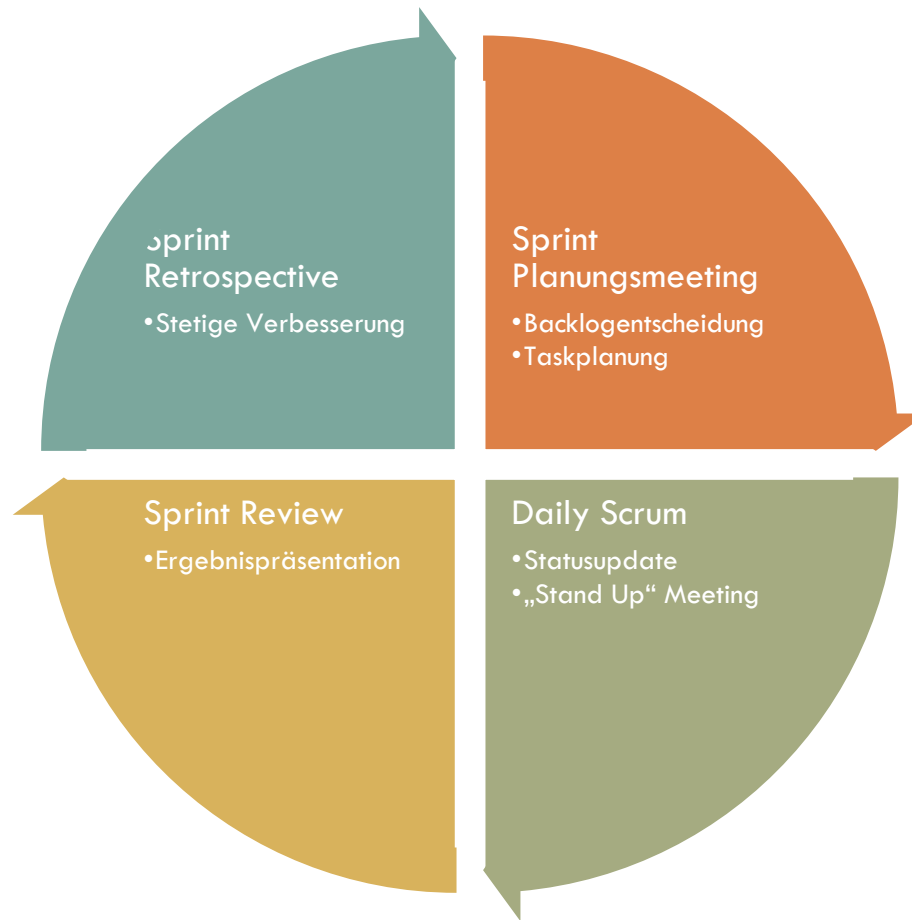 Sprint
Retrospective
•Stetige Verbesserung
Sprint
Planungsmeeting
•Backlogentscheidung
•Taskplanung
Sprint Review
•Ergebnispräsentation
Daily Scrum
•Statusupdate
•„Stand Up“ Meeting